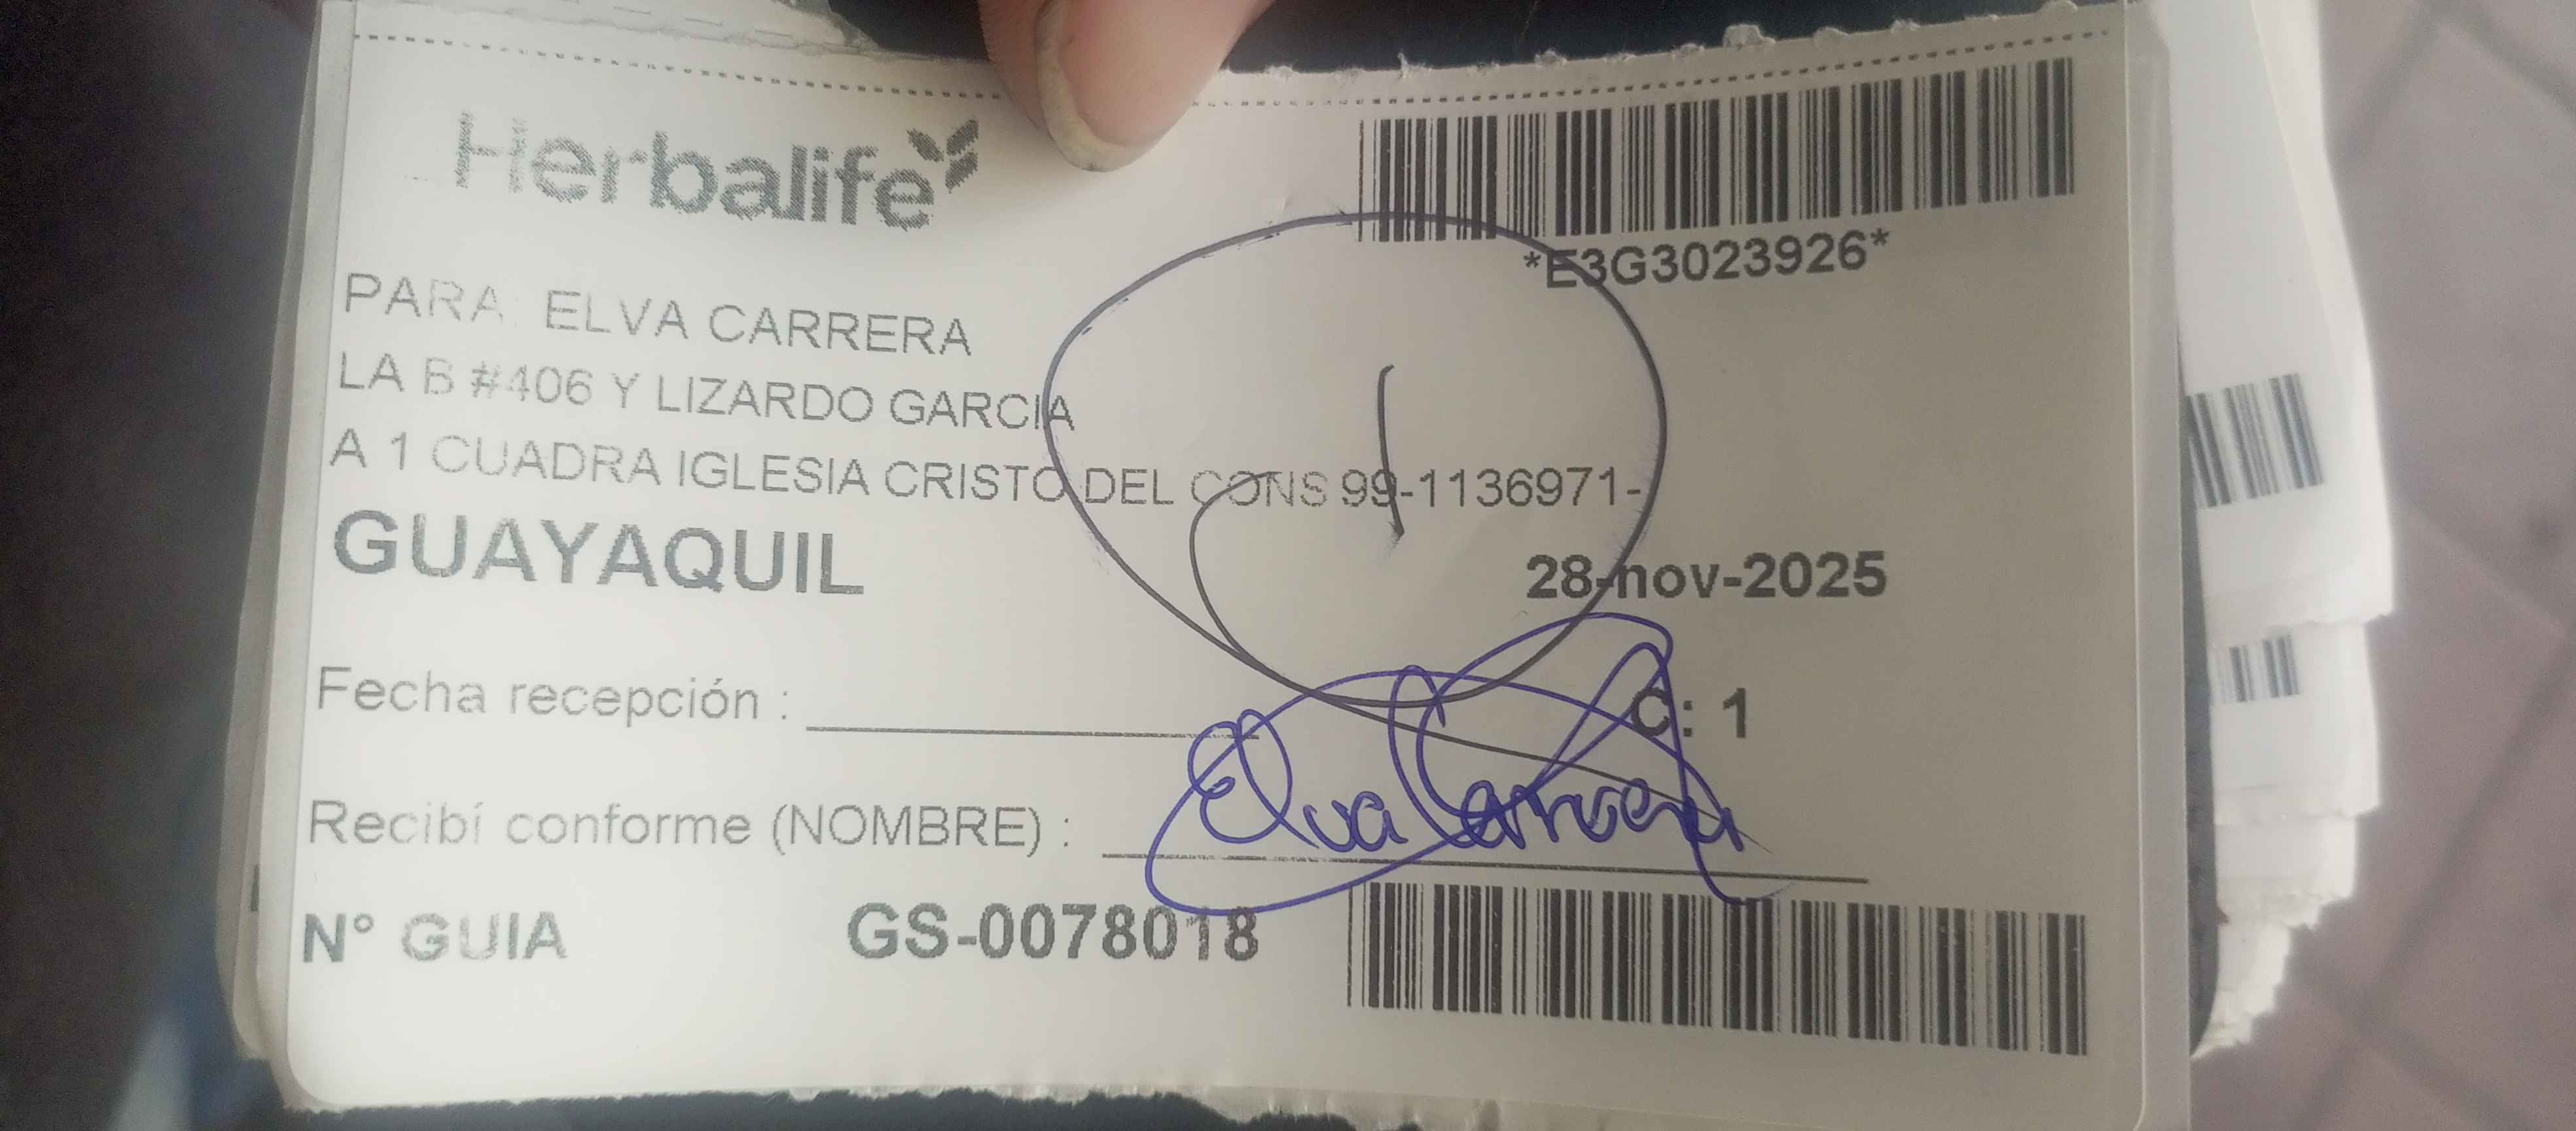 Herbalife
*E3G3023926*
PARA: ELVA CARRERA
LA B #406 Y LIZARDO GARCIA
A 1 CUADRA IGLESIA CRISTO DEL CONS 99-1136971-
GUAYAQUIL
28-nov-2025
1
Fecha recepción :
C: 1
Recibí conforme (NOMBRE) : Elva Carrera
N° GUIA GS-0078018